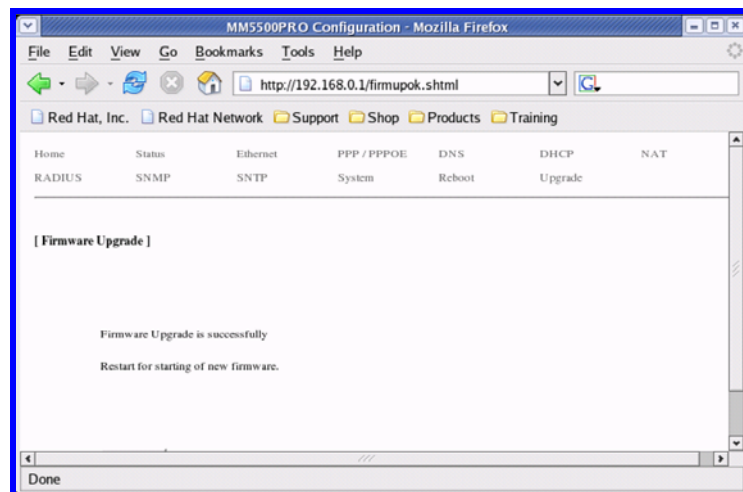 MM5500PRO Configuration - Mozilla Firefox
File Edit View Go Bookmarks Tools Help
http://192.168.0.1/firmupok.shtml G
Red Hat, Inc. Red Hat Network Support Shop Products Training
Home Status Ethernet PPP / PPPOE DNS DHCP NAT
RADIUS SNMP SNTP System Reboot Upgrade
[ Firmware Upgrade ]
Firmware Upgrade is successfully
Restart for starting of new firmware.
Done